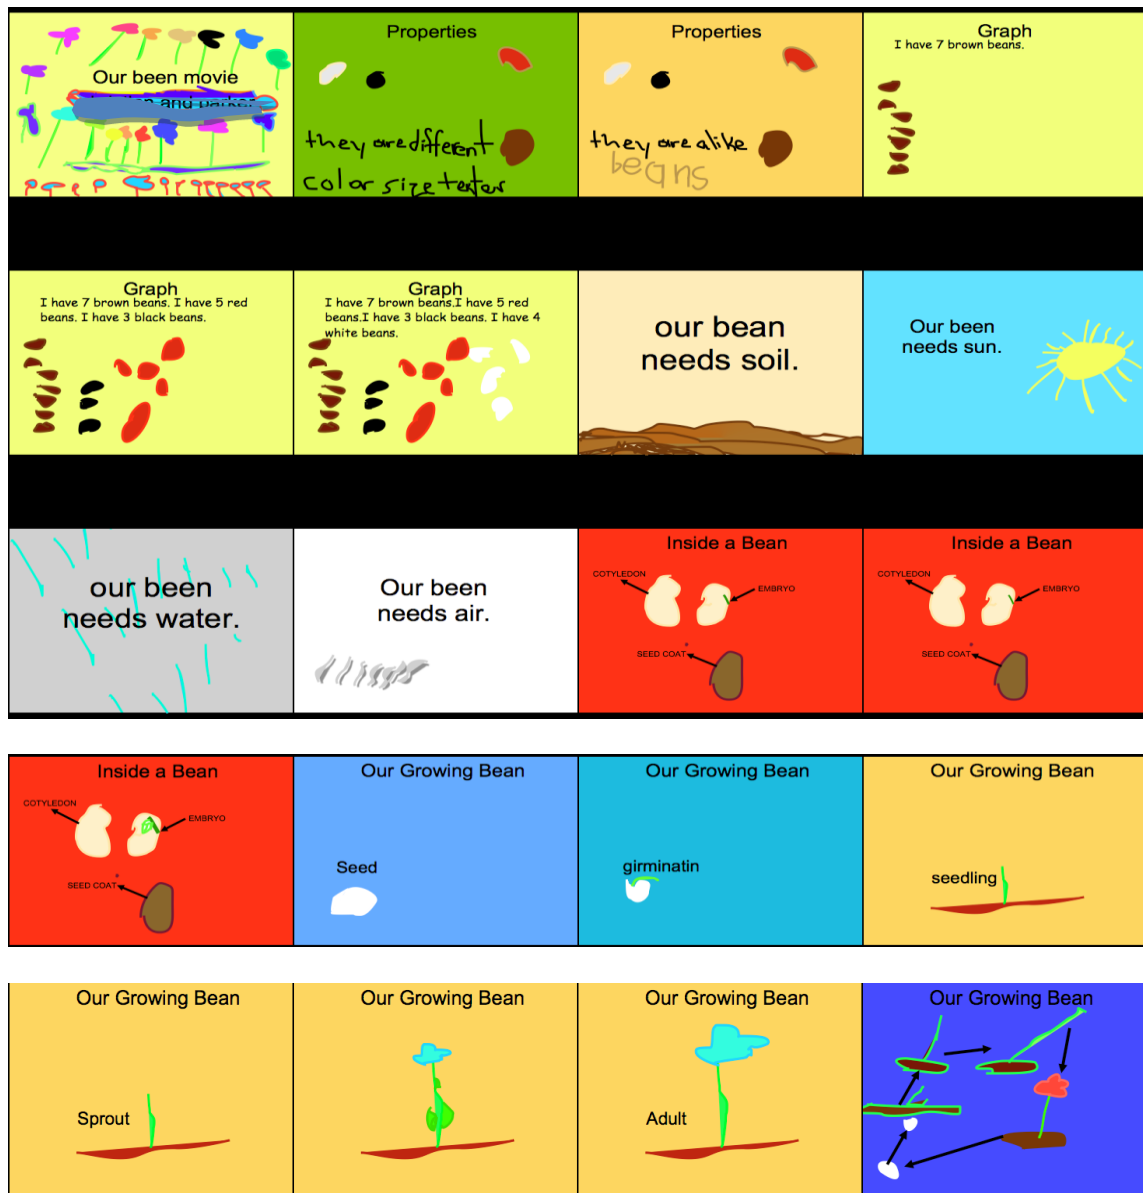 Our been movie
and parker
Properties
they are different
color size texter
Properties
they are alike
beans
Graph
I have 7 brown beans.
Graph
I have 7 brown beans. I have 5 red
beans. I have 3 black beans.
Graph
I have 7 brown beans.I have 5 red
beans.I have 3 black beans. I have 4
white beans.
our bean
needs soil.
Our been
needs sun.
our been
needs water.
Our been
needs air.
Inside a Bean
COTYLEDON
EMBRYO
SEED COAT
Inside a Bean
COTYLEDON
EMBRYO
SEED COAT
Inside a Bean
COTYLEDON
EMBRYO
SEED COAT
Our Growing Bean
Seed
Our Growing Bean
girminatin
Our Growing Bean
seedling
Our Growing Bean
Sprout
Our Growing Bean
Our Growing Bean
Adult
Our Growing Bean